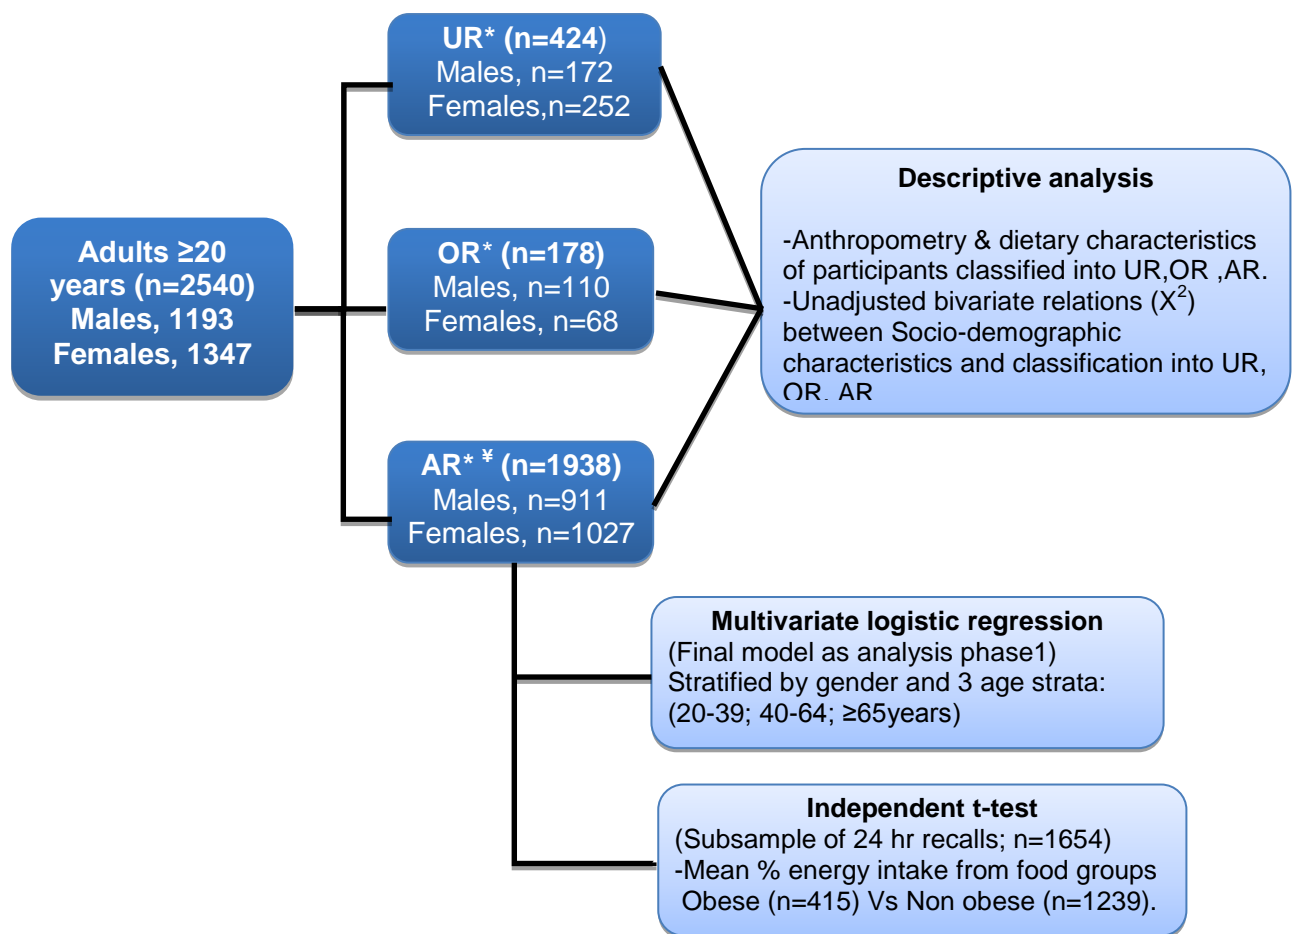 UR* (n=424)
Males, n=172
Females,n=252
Adults ≥20
years (n=2540)
Males, 1193
Females, 1347
OR* (n=178)
Males, n=110
Females, n=68
AR* ¥ (n=1938)
Males, n=911
Females, n=1027
Descriptive analysis
-Anthropometry & dietary characteristics
of participants classified into UR,OR ,AR.
-Unadjusted bivariate relations (X²)
between Socio-demographic
characteristics and classification into UR,
OR, AR
Multivariate logistic regression
(Final model as analysis phase1)
Stratified by gender and 3 age strata:
(20-39; 40-64; ≥65years)
Independent t-test
(Subsample of 24 hr recalls; n=1654)
-Mean % energy intake from food groups
Obese (n=415) Vs Non obese (n=1239).